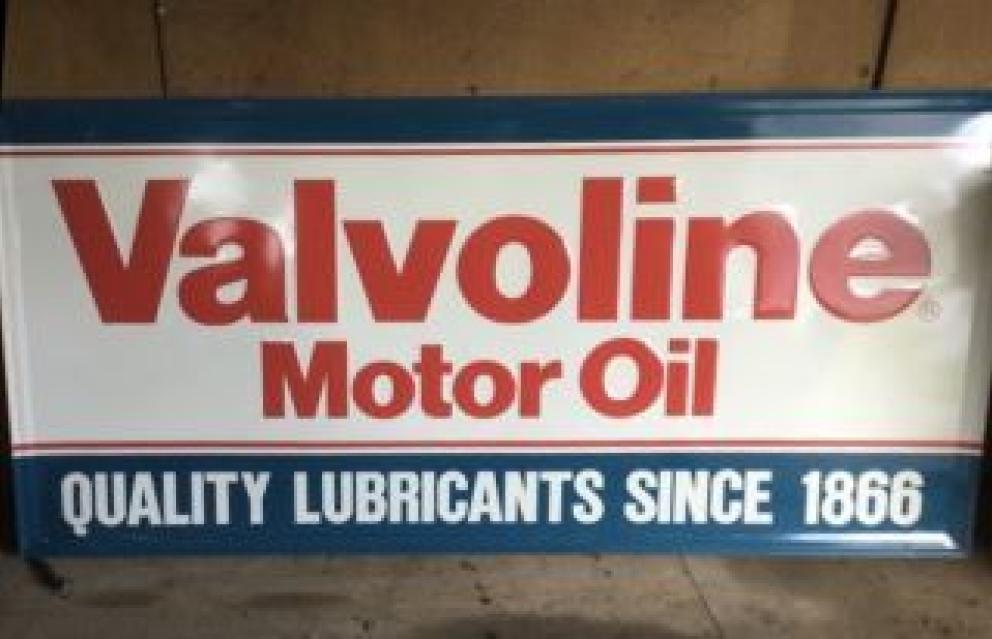 Valvoline®
Motor Oil
QUALITY LUBRICANTS SINCE 1866